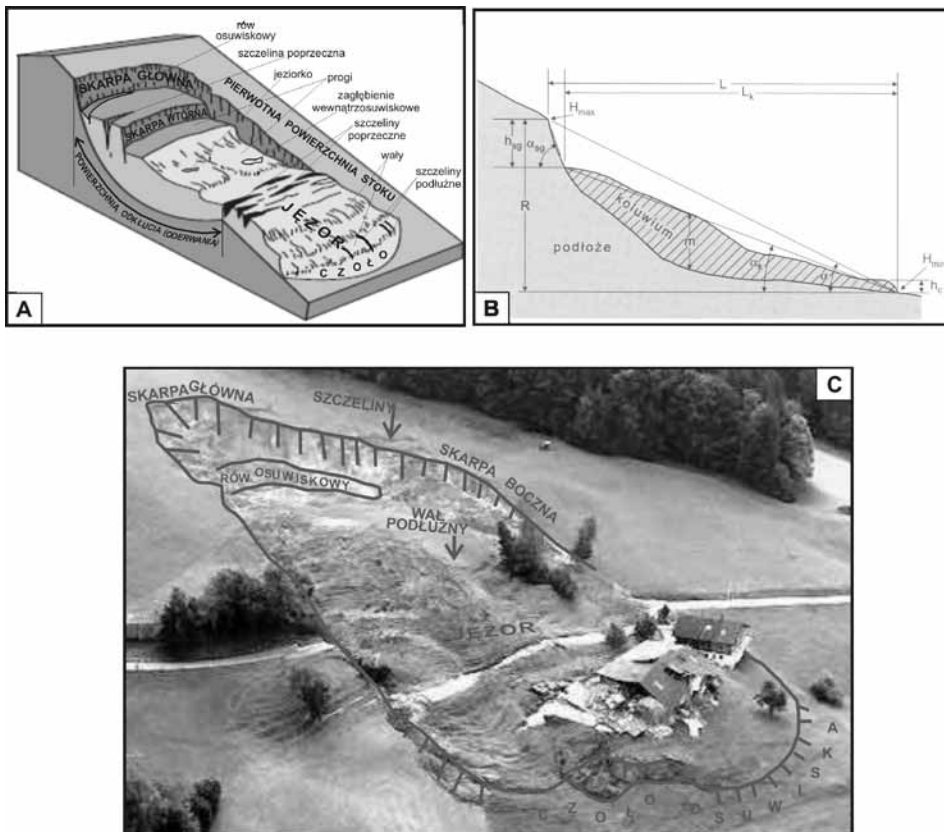 rów
osuwiskowy
szczelina poprzeczna
jeziorko
progi
zagłębienie
wewnątrzosuwiskowe
szczeliny
poprzeczne
wały
szczeliny
podłużne
SKARPA GŁÓWNA
SKARPA WTÓRNA
PIERWOTNA POWIERZCHNIA STOKU
POWIERZCHNIA ODKŁUCIA (ODERWANIA)
JĘZOR
CZOŁO
A
L
Lk
Hmax
hsg
αsg
R
koluwium
m
podłoże
αk
α
hc
B
C
SKARPA GŁÓWNA
SZCZELINY
SKARPA BOCZNA
RÓW OSUWISKOWY
WAŁ
PODŁUŻNY
JĘZOR
CZOŁO OSUWISKA